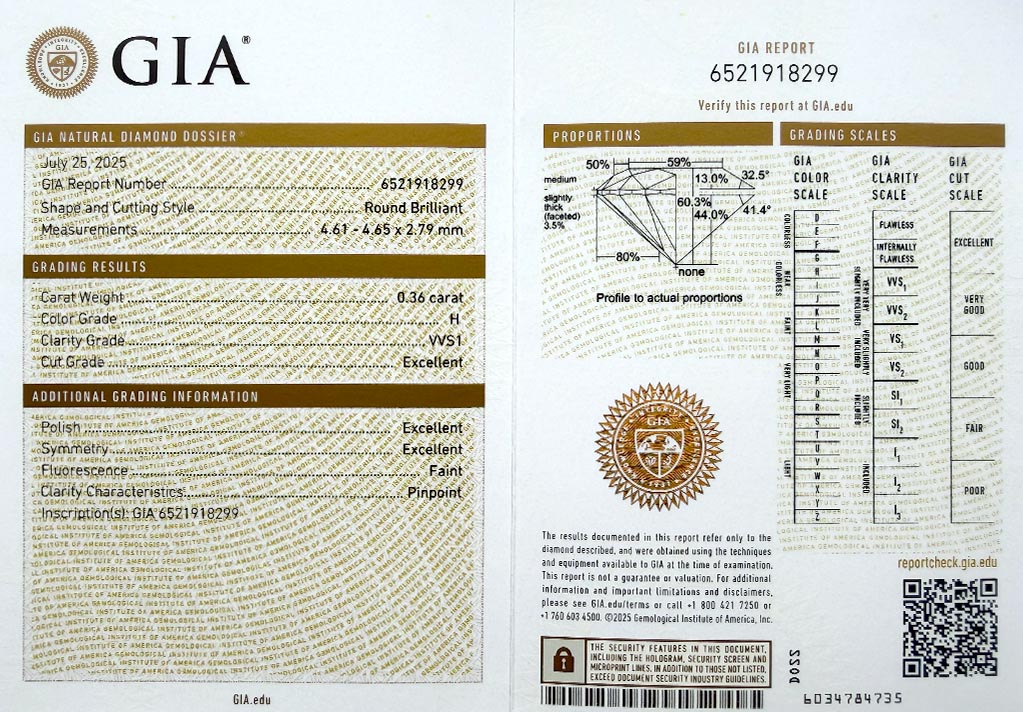 GIA®
GIA NATURAL DIAMOND DOSSIER®
July 25, 2025
GIA Report Number 6521918299
Shape and Cutting Style Round Brilliant
Measurements 4.61 - 4.65 x 2.79 mm
GRADING RESULTS
Carat Weight 0.36 carat
Color Grade H
Clarity Grade VVS1
Cut Grade Excellent
ADDITIONAL GRADING INFORMATION
Polish Excellent
Symmetry Excellent
Fluorescence Faint
Clarity Characteristics Pinpoint
Inscription(s): GIA 6521918299
GIA.edu
GIA REPORT
6521918299
Verify this report at GIA.edu
PROPORTIONS
50%
59%
13.0%
32.5°
medium
-
slightly
thick
(faceted)
3.5%
60.3%
44.0%
41.4°
80%
none
Profile to actual proportions
GIA
The results documented in this report refer only to the
diamond described, and were obtained using the techniques
and equipment available to GIA at the time of examination.
This report is not a guarantee or valuation. For additional
information and important limitations and disclaimers,
please see GIA.edu/terms or call +1 800 421 7250 or
+1 760 603 4500. ©2025 Gemological Institute of America, Inc.
THE SECURITY FEATURES IN THIS DOCUMENT,
INCLUDING THE HOLOGRAM, SECURITY SCREEN AND
MICROPRINT LINES, IN ADDITION TO THOSE NOT LISTED,
EXCEED DOCUMENT SECURITY INDUSTRY GUIDELINES.
GRADING SCALES
GIA
COLOR
SCALE
COLORLESS
D
E
F
NEAR COLORLESS
G
H
I
J
FAINT
K
L
M
VERY LIGHT
N
O
P
Q
R
LIGHT
S
T
U
V
W
X
Y
Z
GIA
CLARITY
SCALE
FLAWLESS
INTERNALLY
FLAWLESS
VERY VERY
SLIGHTLY INCLUDED
VVS1
VVS2
VERY SLIGHTLY
INCLUDED
VS1
VS2
SLIGHTLY
INCLUDED
SI1
SI2
INCLUDED
I1
I2
I3
GIA
CUT
SCALE
EXCELLENT
VERY
GOOD
GOOD
FAIR
POOR
reportcheck.gia.edu
DOSS
6034784735